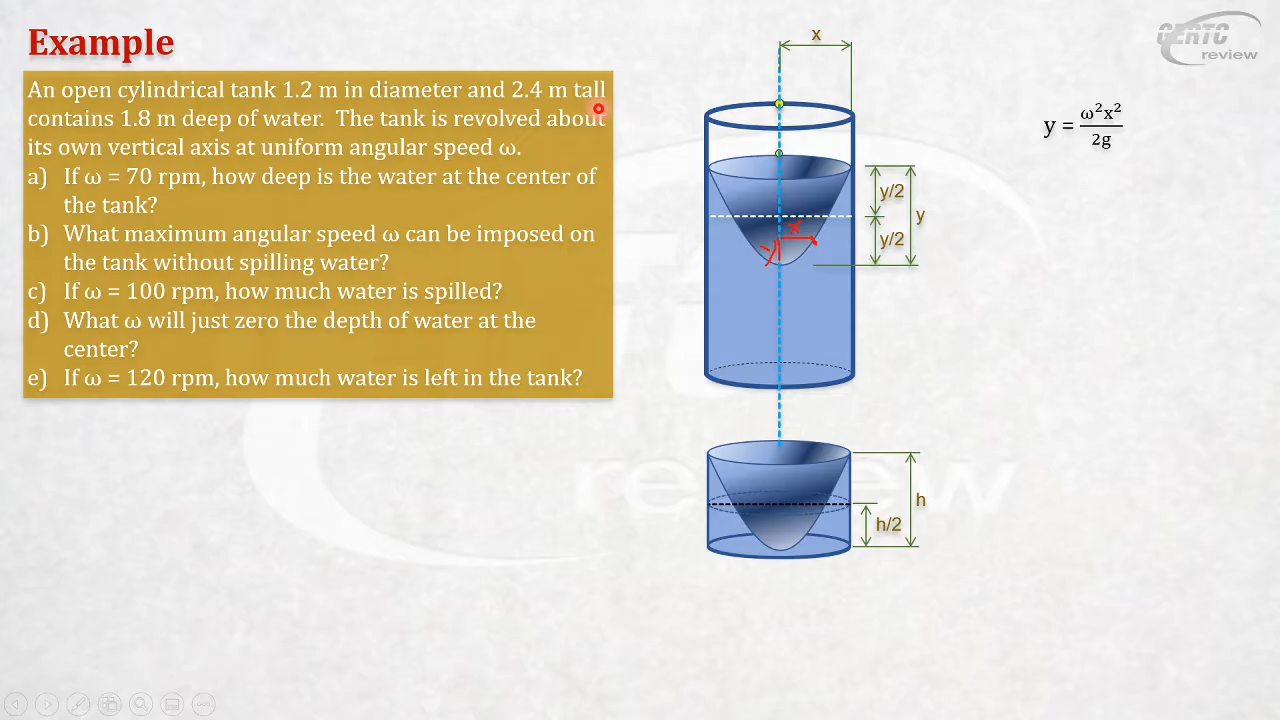 Example
CERTC
review
An open cylindrical tank 1.2 m in diameter and 2.4 m tall
contains 1.8 m deep of water. The tank is revolved about
its own vertical axis at uniform angular speed ω.
a) If ω = 70 rpm, how deep is the water at the center of
the tank?
b) What maximum angular speed ω can be imposed on
the tank without spilling water?
c) If ω = 100 rpm, how much water is spilled?
d) What ω will just zero the depth of water at the
center?
e) If ω = 120 rpm, how much water is left in the tank?
x
y/2
y
x
y/2
y = ω²x²/2g
h
h/2
review